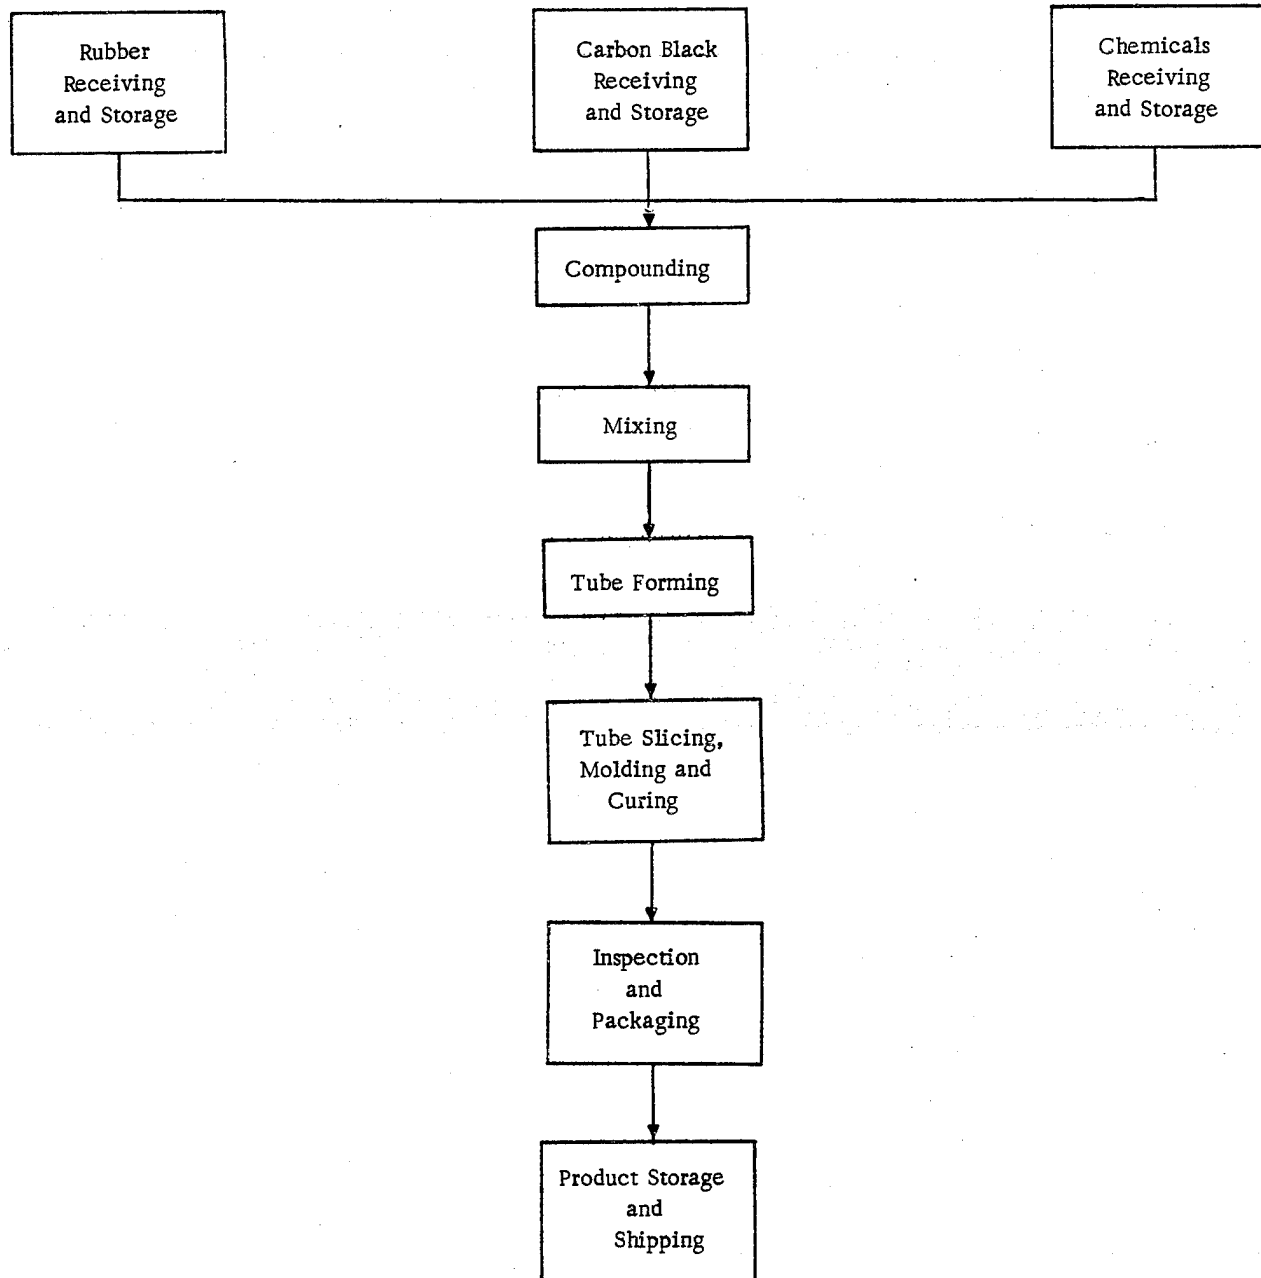 Rubber
Receiving
and Storage
Carbon Black
Receiving
and Storage
Chemicals
Receiving
and Storage
Compounding
Mixing
Tube Forming
Tube Slicing,
Molding and
Curing
Inspection
and
Packaging
Product Storage
and
Shipping